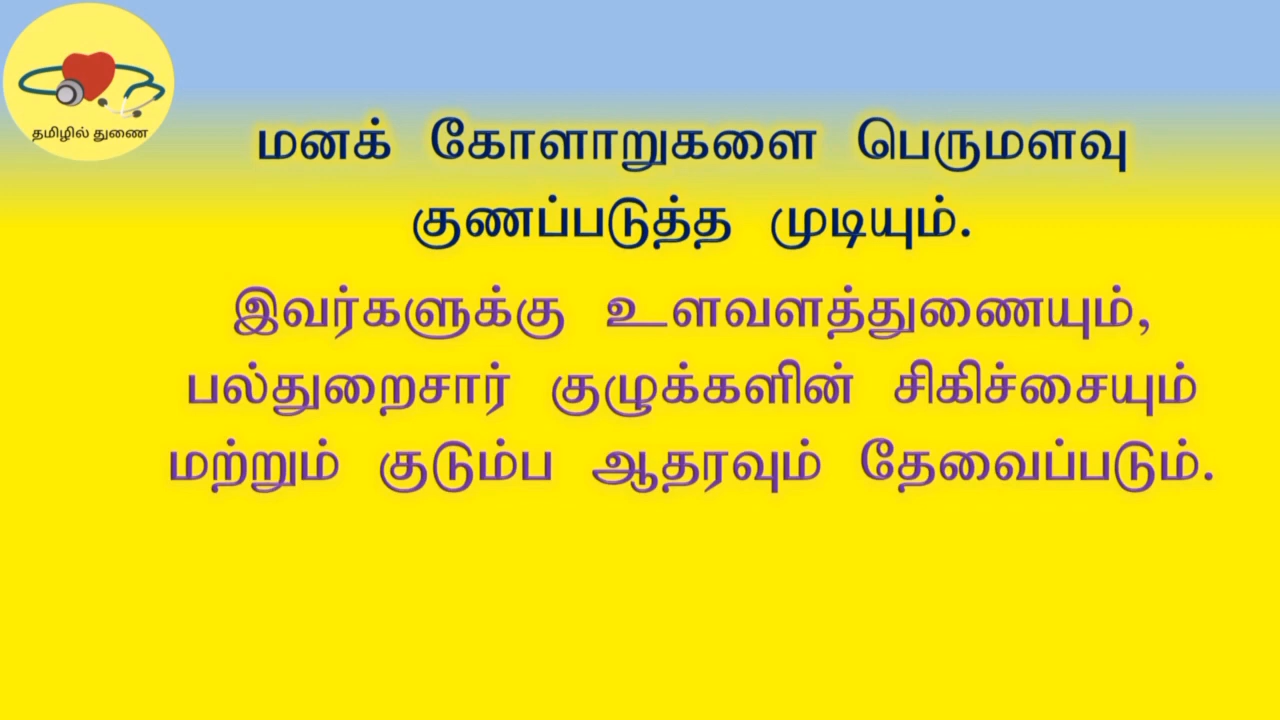 தமிழில் துணை
மனக் கோளாறுகளை பெருமளவு
குணப்படுத்த முடியும்.
இவர்களுக்கு உளவளத்துணையும்,
பல்துறைசார் குழுக்களின் சிகிச்சையும்
மற்றும் குடும்ப ஆதரவும் தேவைப்படும்.